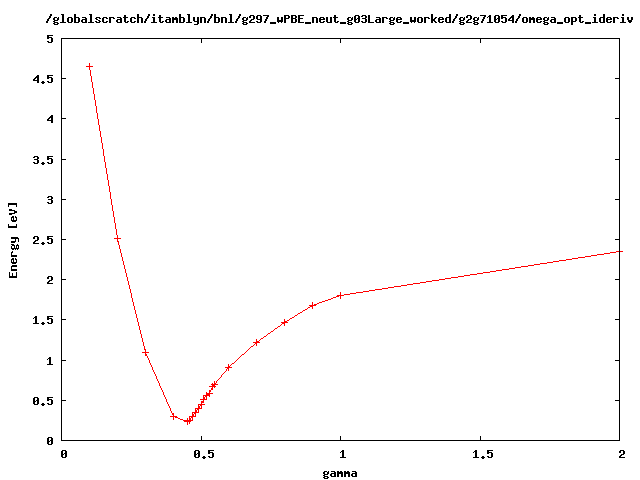 /globalscratch/itamblyn/bnl/g297_wPBE_neut_g03Large_worked/g2g71054/omega_opt_ideriv
5
4.5
4
3.5
3
2.5
2
1.5
1
0.5
0
Energy [eV]
0 0.5 1 1.5 2
gamma